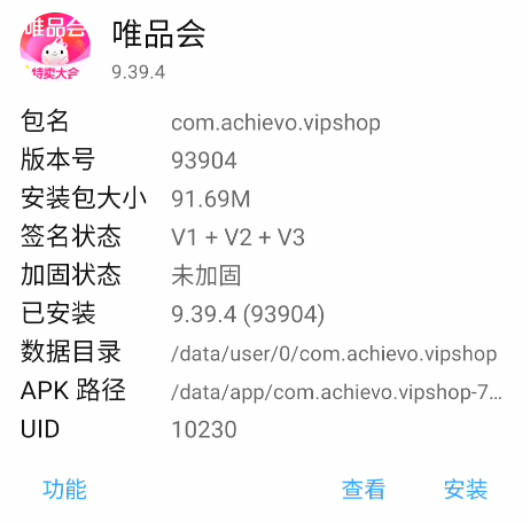 唯品会
特卖大会
唯品会
9.39.4
包名 com.achievo.vipshop
版本号 93904
安装包大小 91.69M
签名状态 V1 + V2 + V3
加固状态 未加固
已安装 9.39.4 (93904)
数据目录 /data/user/0/com.achievo.vipshop
APK 路径 /data/app/com.achievo.vipshop-7...
UID 10230
功能 查看 安装